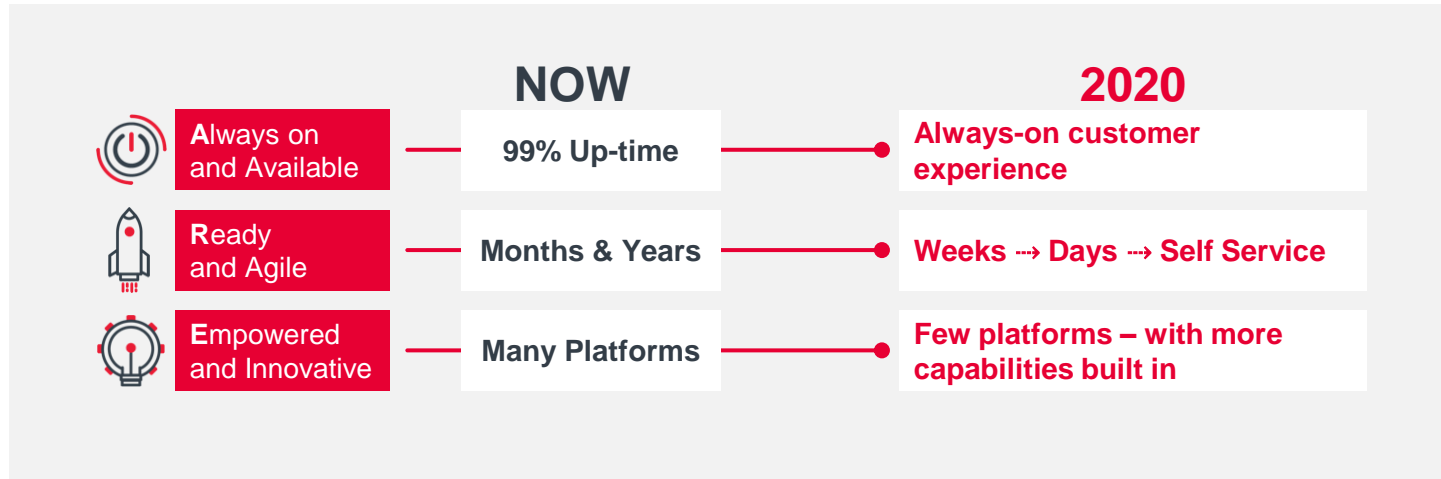 NOW
2020
Always on
and Available
99% Up-time
Always-on customer
experience
Ready
and Agile
Months & Years
Weeks ⤏ Days ⤏ Self Service
Empowered
and Innovative
Many Platforms
Few platforms – with more
capabilities built in